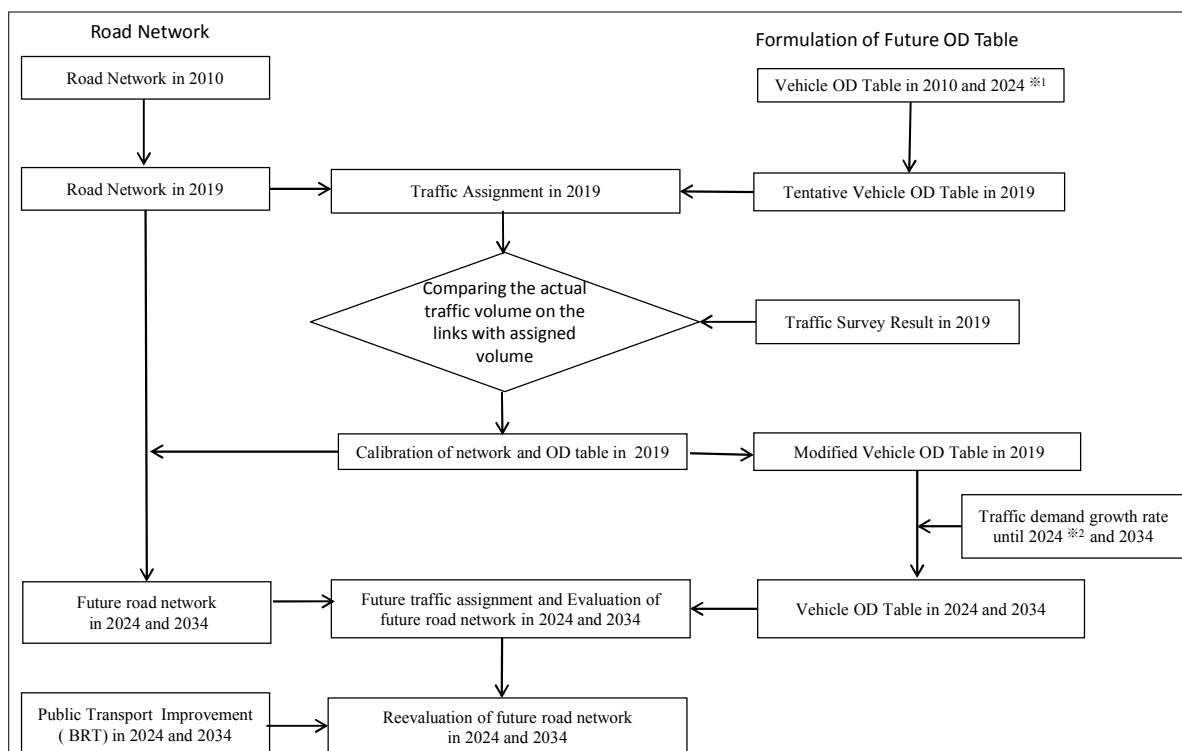 Road Network
Formulation of Future OD Table
Road Network in 2010
Vehicle OD Table in 2010 and 2024 ※1
Road Network in 2019
Traffic Assignment in 2019
Tentative Vehicle OD Table in 2019
Comparing the actual
traffic volume on the
links with assigned
volume
Traffic Survey Result in 2019
Calibration of network and OD table in 2019
Modified Vehicle OD Table in 2019
Traffic demand growth rate
until 2024 ※2 and 2034
Future road network
in 2024 and 2034
Future traffic assignment and Evaluation of
future road network in 2024 and 2034
Vehicle OD Table in 2024 and 2034
Public Transport Improvement
( BRT) in 2024 and 2034
Reevaluation of future road network
in 2024 and 2034